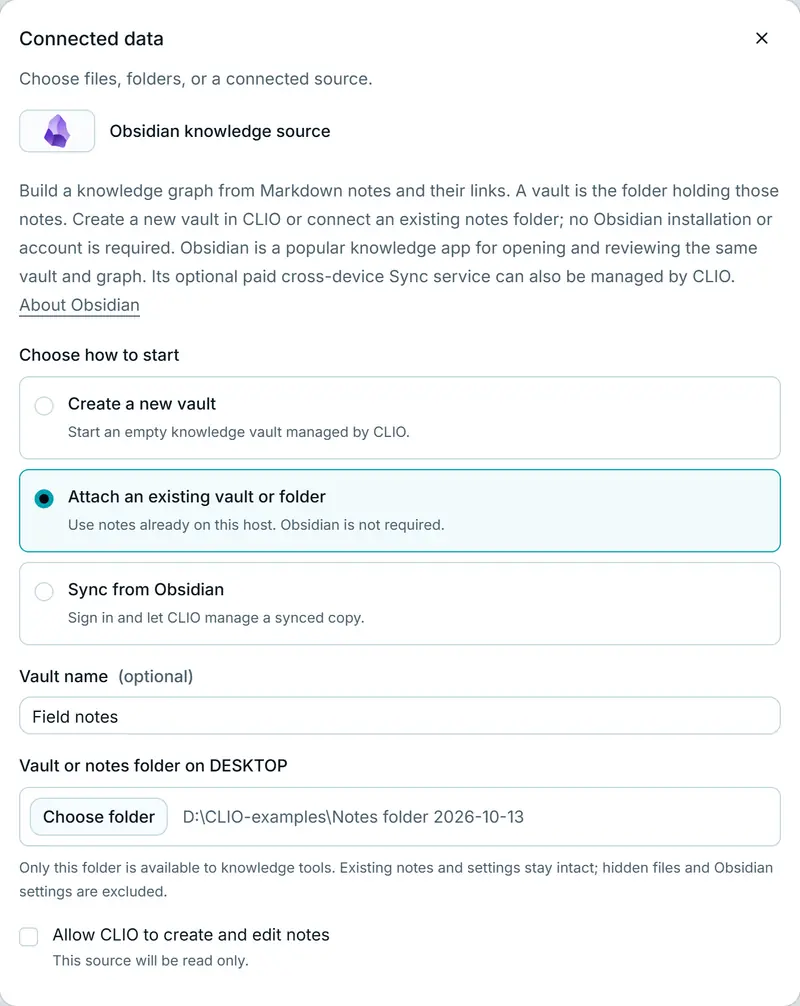 Connected data
Choose files, folders, or a connected source.
Obsidian knowledge source
Build a knowledge graph from Markdown notes and their links. A vault is the folder holding those
notes. Create a new vault in CLIO or connect an existing notes folder; no Obsidian installation or
account is required. Obsidian is a popular knowledge app for opening and reviewing the same
vault and graph. Its optional paid cross-device Sync service can also be managed by CLIO.
About Obsidian
Choose how to start
Create a new vault
Start an empty knowledge vault managed by CLIO.
Attach an existing vault or folder
Use notes already on this host. Obsidian is not required.
Sync from Obsidian
Sign in and let CLIO manage a synced copy.
Vault name (optional)
Field notes
Vault or notes folder on DESKTOP
Choose folder D:\CLIO-examples\Notes folder 2026-10-13
Only this folder is available to knowledge tools. Existing notes and settings stay intact; hidden files and Obsidian
settings are excluded.
Allow CLIO to create and edit notes
This source will be read only.